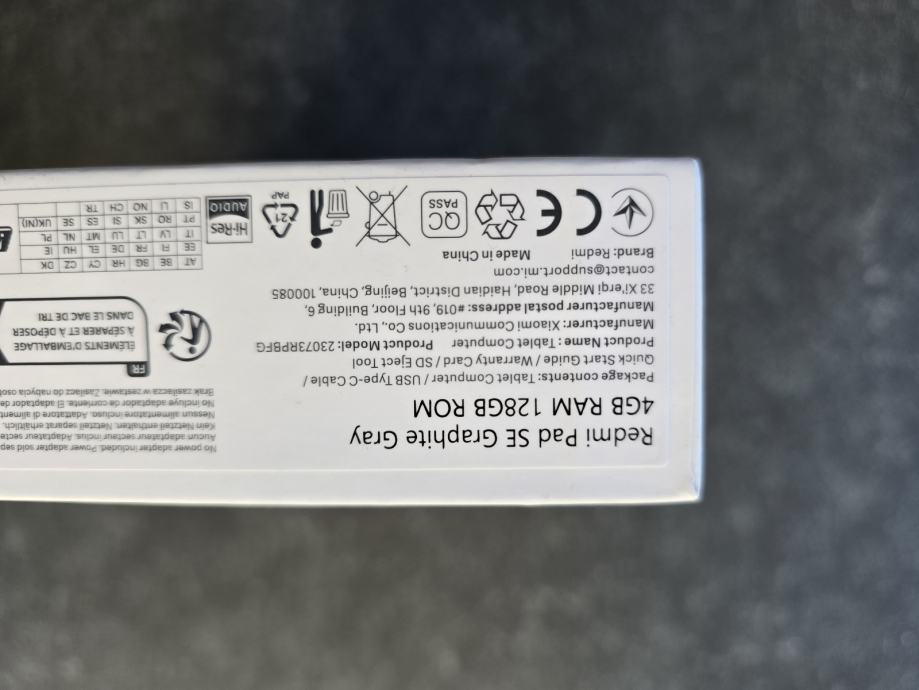 Redmi Pad SE Graphite Gray
4GB RAM 128GB ROM
Package contents: Tablet Computer / USB Type-C Cable /
Quick Start Guide / Warranty Card / SD Eject Tool
Product Name: Tablet Computer Product Model: 23073RPBFG
Manufacturer: Xiaomi Communications Co., Ltd.
Manufacturer postal address: #019, 9th Floor, Building 6,
33 Xi'erqi Middle Road, Haidian District, Beijing, China, 100085
contact@support.mi.com
Brand: Redmi Made in China
CE
QC
PASS
21
PAP
Hi-Res
AUDIO
No power adapter included. Power adapter sold
Aucun adaptateur secteur inclus. Adaptateur
Kein Netzteil enthalten. Netzteil separat erhältlich.
Nessun alimentatore incluso. Adattatore di
No incluye adaptador de corriente. El adaptador
Brak zasilacza w zestawie. Zasilacz do nabycia
FR
ÉLÉMENTS D'EMBALLAGE
À SÉPARER ET À DÉPOSER
DANS LE BAC DE TRI
AT BE BG HR CY CZ DK
EE FI FR DE EL HU IE
IT LV LT LU MT NL PL
PT RO SK SI ES SE UK(NI)
IS LI NO CH TR